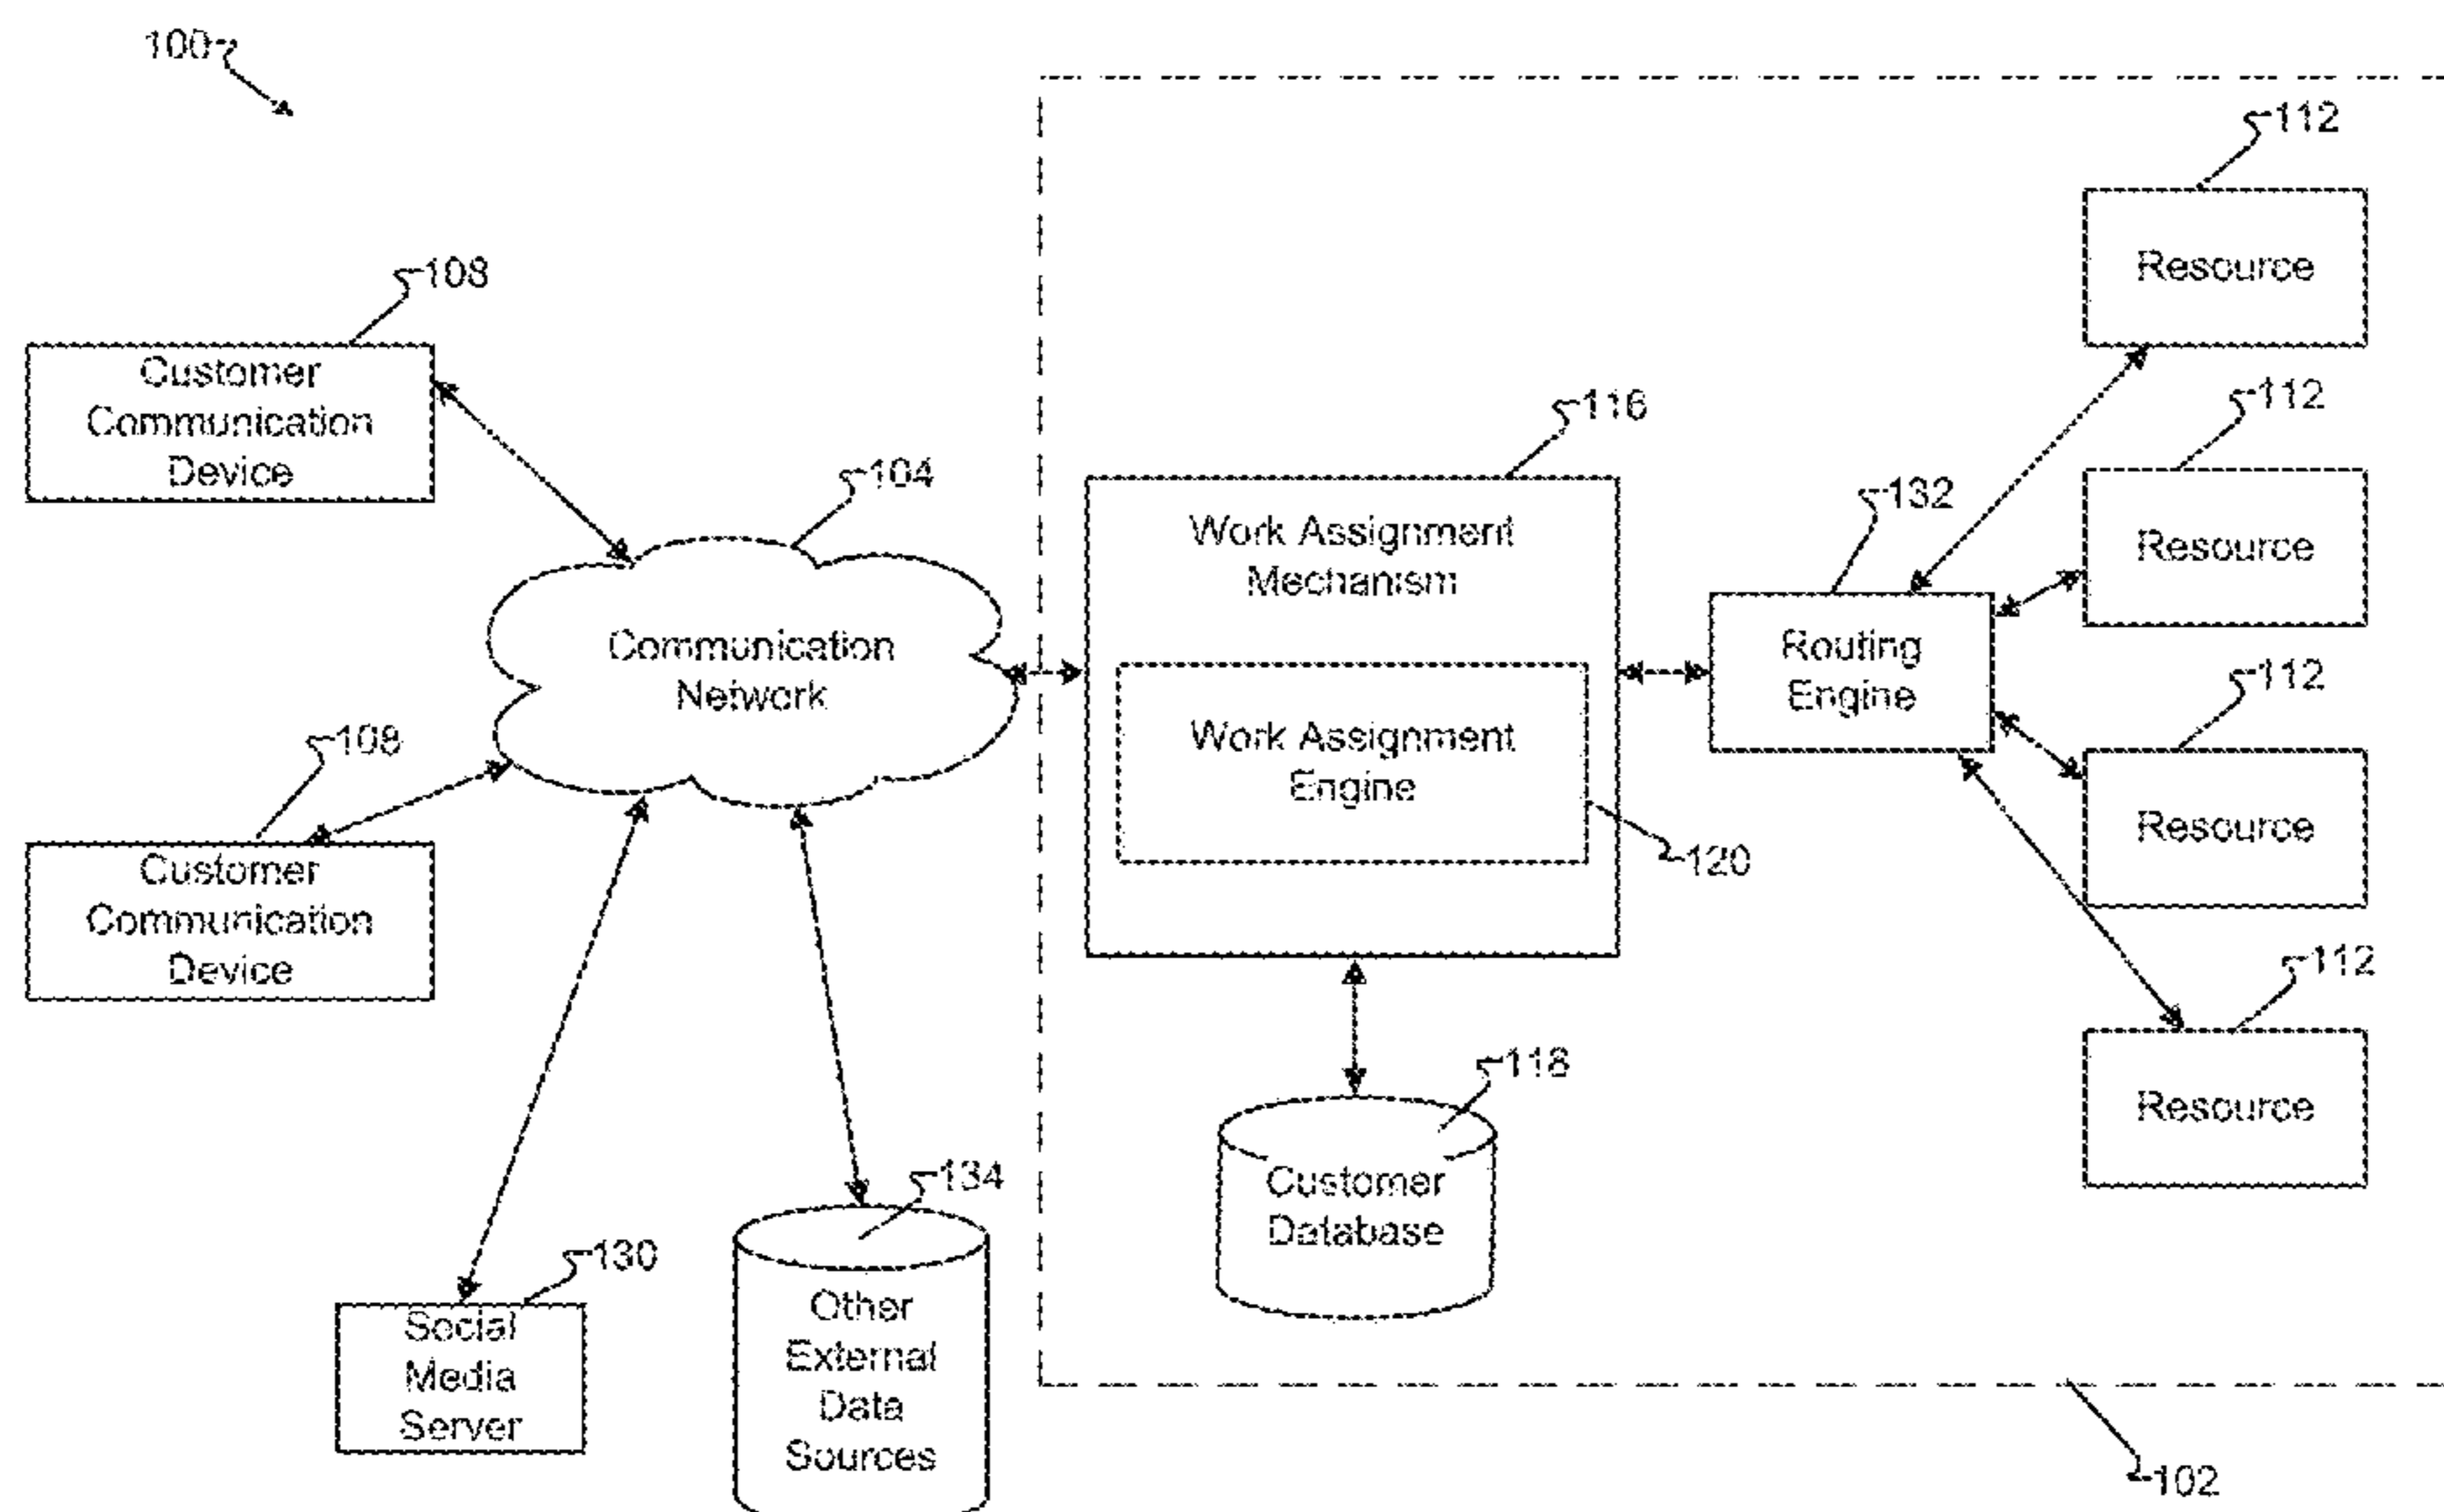 100
112
Resource
108
Customer
Communication
Device
112
Resource
116
Work Assignment
Mechanism
104
132
Communication
Network
Routing
Engine
Work Assignment
Engine
120
112
Resource
108
Customer
Communication
Device
112
Resource
118
Customer
Database
134
Other
External
Data
Sources
130
Social
Media
Server
102